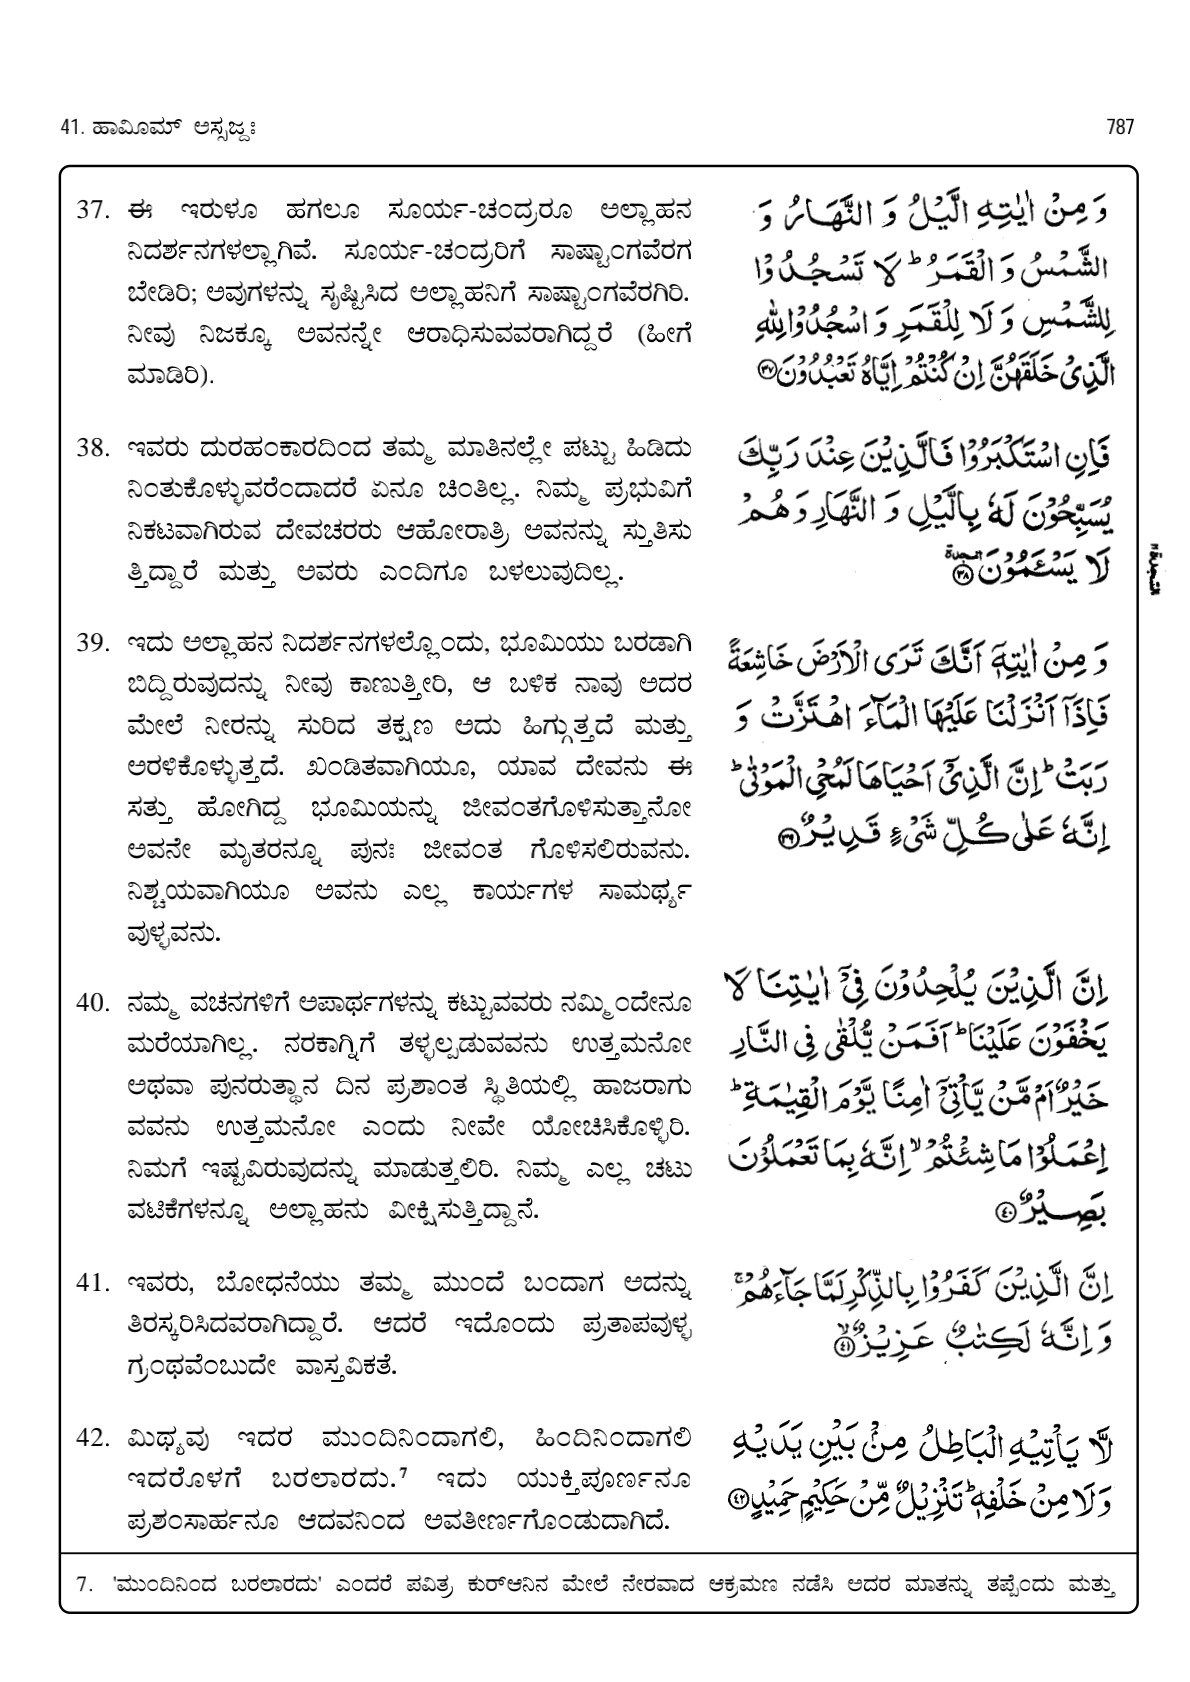 41. ಹಾಮೀಮ್ ಅಸ್ಸಜ್ದಃ
787
37. ಈ ಇರುಳೂ ಹಗಲೂ ಸೂರ್ಯ-ಚಂದ್ರರೂ ಅಲ್ಲಾಹನ
ನಿದರ್ಶನಗಳಲ್ಲಾಗಿವೆ. ಸೂರ್ಯ-ಚಂದ್ರರಿಗೆ ಸಾಷ್ಟಾಂಗವೆರಗ
ಬೇಡಿರಿ; ಅವುಗಳನ್ನು ಸೃಷ್ಟಿಸಿದ ಅಲ್ಲಾಹನಿಗೆ ಸಾಷ್ಟಾಂಗವೆರಗಿರಿ.
ನೀವು ನಿಜಕ್ಕೂ ಅವನನ್ನೇ ಆರಾಧಿಸುವವರಾಗಿದ್ದರೆ (ಹೀಗೆ
ಮಾಡಿರಿ).
وَ مِنْ اٰيٰتِهِ الَّيْلُ وَ النَّهَارُ وَ
الشَّمْسُ وَ الْقَمَرُ ؕ لَا تَسْجُدُوْا
لِلشَّمْسِ وَ لَا لِلْقَمَرِ وَ اسْجُدُوْا لِلّٰهِ
الَّذِيْ خَلَقَهُنَّ اِنْ كُنْتُمْ اِيَّاهُ تَعْبُدُوْنَ ۝۳۷
38. ಇವರು ದುರಹಂಕಾರದಿಂದ ತಮ್ಮ ಮಾತಿನಲ್ಲೇ ಪಟ್ಟು ಹಿಡಿದು
ನಿಂತುಕೊಳ್ಳುವರೆಂದಾದರೆ ಏನೂ ಚಿಂತಿಲ್ಲ. ನಿಮ್ಮ ಪ್ರಭುವಿಗೆ
ನಿಕಟವಾಗಿರುವ ದೇವಚರರು ಆಹೋರಾತ್ರಿ ಅವನನ್ನು ಸ್ತುತಿಸು
ತ್ತಿದ್ದಾರೆ ಮತ್ತು ಅವರು ಎಂದಿಗೂ ಬಳಲುವುದಿಲ್ಲ.
فَاِنِ اسْتَكْبَرُوْا فَالَّذِيْنَ عِنْدَ رَبِّكَ
يُسَبِّحُوْنَ لَهٗ بِالَّيْلِ وَ النَّهَارِ وَ هُمْ
لَا يَسْـَٔمُوْنَ ۝۳۸ السجدة
السجدة ۱۱
39. ಇದು ಅಲ್ಲಾಹನ ನಿದರ್ಶನಗಳಲ್ಲೊಂದು, ಭೂಮಿಯು ಬರಡಾಗಿ
ಬಿದ್ದಿರುವುದನ್ನು ನೀವು ಕಾಣುತ್ತೀರಿ, ಆ ಬಳಿಕ ನಾವು ಅದರ
ಮೇಲೆ ನೀರನ್ನು ಸುರಿದ ತಕ್ಷಣ ಅದು ಹಿಗ್ಗುತ್ತದೆ ಮತ್ತು
ಅರಳಿಕೊಳ್ಳುತ್ತದೆ. ಖಂಡಿತವಾಗಿಯೂ, ಯಾವ ದೇವನು ಈ
ಸತ್ತು ಹೋಗಿದ್ದ ಭೂಮಿಯನ್ನು ಜೀವಂತಗೊಳಿಸುತ್ತಾನೋ
ಅವನೇ ಮೃತರನ್ನೂ ಪುನಃ ಜೀವಂತ ಗೊಳಿಸಲಿರುವನು.
ನಿಶ್ಚಯವಾಗಿಯೂ ಅವನು ಎಲ್ಲ ಕಾರ್ಯಗಳ ಸಾಮರ್ಥ್ಯ
ವುಳ್ಳವನು.
وَ مِنْ اٰيٰتِهٖۤ اَنَّكَ تَرَى الْاَرْضَ خَاشِعَةً
فَاِذَاۤ اَنْزَلْنَا عَلَيْهَا الْمَآءَ اهْتَزَّتْ وَ
رَبَتْ ؕ اِنَّ الَّذِيْۤ اَحْيَاهَا لَمُحْيِ الْمَوْتٰى ؕ
اِنَّهٗ عَلٰى كُلِّ شَيْءٍ قَدِيْرٌ ۝۳۹
40. ನಮ್ಮ ವಚನಗಳಿಗೆ ಅಪಾರ್ಥಗಳನ್ನು ಕಟ್ಟುವವರು ನಮ್ಮಿಂದೇನೂ
ಮರೆಯಾಗಿಲ್ಲ. ನರಕಾಗ್ನಿಗೆ ತಳ್ಳಲ್ಪಡುವವನು ಉತ್ತಮನೋ
ಅಥವಾ ಪುನರುತ್ಥಾನ ದಿನ ಪ್ರಶಾಂತ ಸ್ಥಿತಿಯಲ್ಲಿ ಹಾಜರಾಗು
ವವನು ಉತ್ತಮನೋ ಎಂದು ನೀವೇ ಯೋಚಿಸಿಕೊಳ್ಳಿರಿ.
ನಿಮಗೆ ಇಷ್ಟವಿರುವುದನ್ನು ಮಾಡುತ್ತಲಿರಿ. ನಿಮ್ಮ ಎಲ್ಲ ಚಟು
ವಟಿಕೆಗಳನ್ನೂ ಅಲ್ಲಾಹನು ವೀಕ್ಷಿಸುತ್ತಿದ್ದಾನೆ.
اِنَّ الَّذِيْنَ يُلْحِدُوْنَ فِيْۤ اٰيٰتِنَا لَا
يَخْفَوْنَ عَلَيْنَا ؕ اَفَمَنْ يُّلْقٰى فِي النَّارِ
خَيْرٌ اَمْ مَّنْ يَّاْتِيْۤ اٰمِنًا يَّوْمَ الْقِيٰمَةِ ؕ
اِعْمَلُوْا مَا شِئْتُمْ ۙ اِنَّهٗ بِمَا تَعْمَلُوْنَ
بَصِيْرٌ ۝۴۰
41. ಇವರು, ಬೋಧನೆಯು ತಮ್ಮ ಮುಂದೆ ಬಂದಾಗ ಅದನ್ನು
ತಿರಸ್ಕರಿಸಿದವರಾಗಿದ್ದಾರೆ. ಆದರೆ ಇದೊಂದು ಪ್ರತಾಪವುಳ್ಳ
ಗ್ರಂಥವೆಂಬುದೇ ವಾಸ್ತವಿಕತೆ.
اِنَّ الَّذِيْنَ كَفَرُوْا بِالذِّكْرِ لَمَّا جَآءَهُمْ ۚ
وَ اِنَّهٗ لَكِتٰبٌ عَزِيْزٌ ۙ۝۴۱
42. ಮಿಥ್ಯವು ಇದರ ಮುಂದಿನಿಂದಾಗಲಿ, ಹಿಂದಿನಿಂದಾಗಲಿ
ಇದರೊಳಗೆ ಬರಲಾರದು.⁷ ಇದು ಯುಕ್ತಿಪೂರ್ಣನೂ
ಪ್ರಶಂಸಾರ್ಹನೂ ಆದವನಿಂದ ಅವತೀರ್ಣಗೊಂಡುದಾಗಿದೆ.
لَّا يَاْتِيْهِ الْبَاطِلُ مِنْۢ بَيْنِ يَدَيْهِ
وَ لَا مِنْ خَلْفِهٖ ؕ تَنْزِيْلٌ مِّنْ حَكِيْمٍ حَمِيْدٍ ۝۴۲
7. 'ಮುಂದಿನಿಂದ ಬರಲಾರದು' ಎಂದರೆ ಪವಿತ್ರ ಕುರ್‌ಆನಿನ ಮೇಲೆ ನೇರವಾದ ಆಕ್ರಮಣ ನಡೆಸಿ ಅದರ ಮಾತನ್ನು ತಪ್ಪೆಂದು ಮತ್ತು